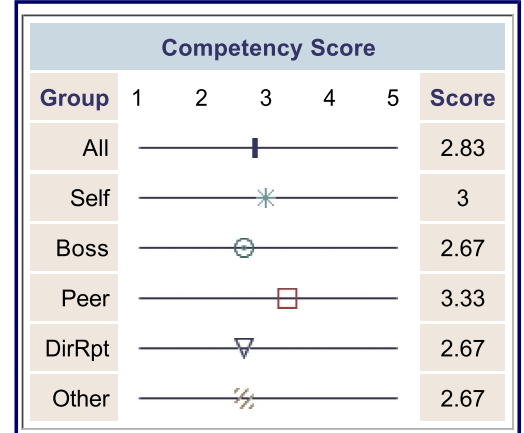 Competency Score
Group 1 2 3 4 5 Score
All 2.83
Self 3
Boss 2.67
Peer 3.33
DirRpt 2.67
Other 2.67